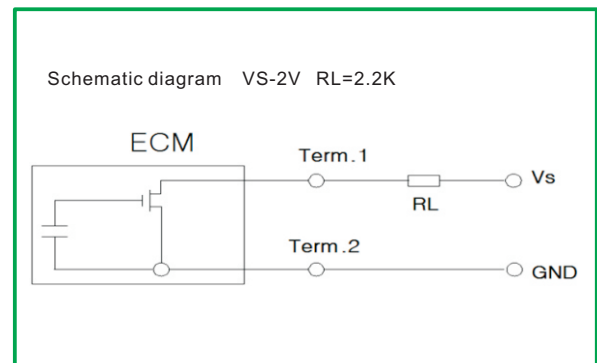 Schematic diagram VS-2V RL=2.2K
ECM
Term.1
Vs
RL
Term.2
GND